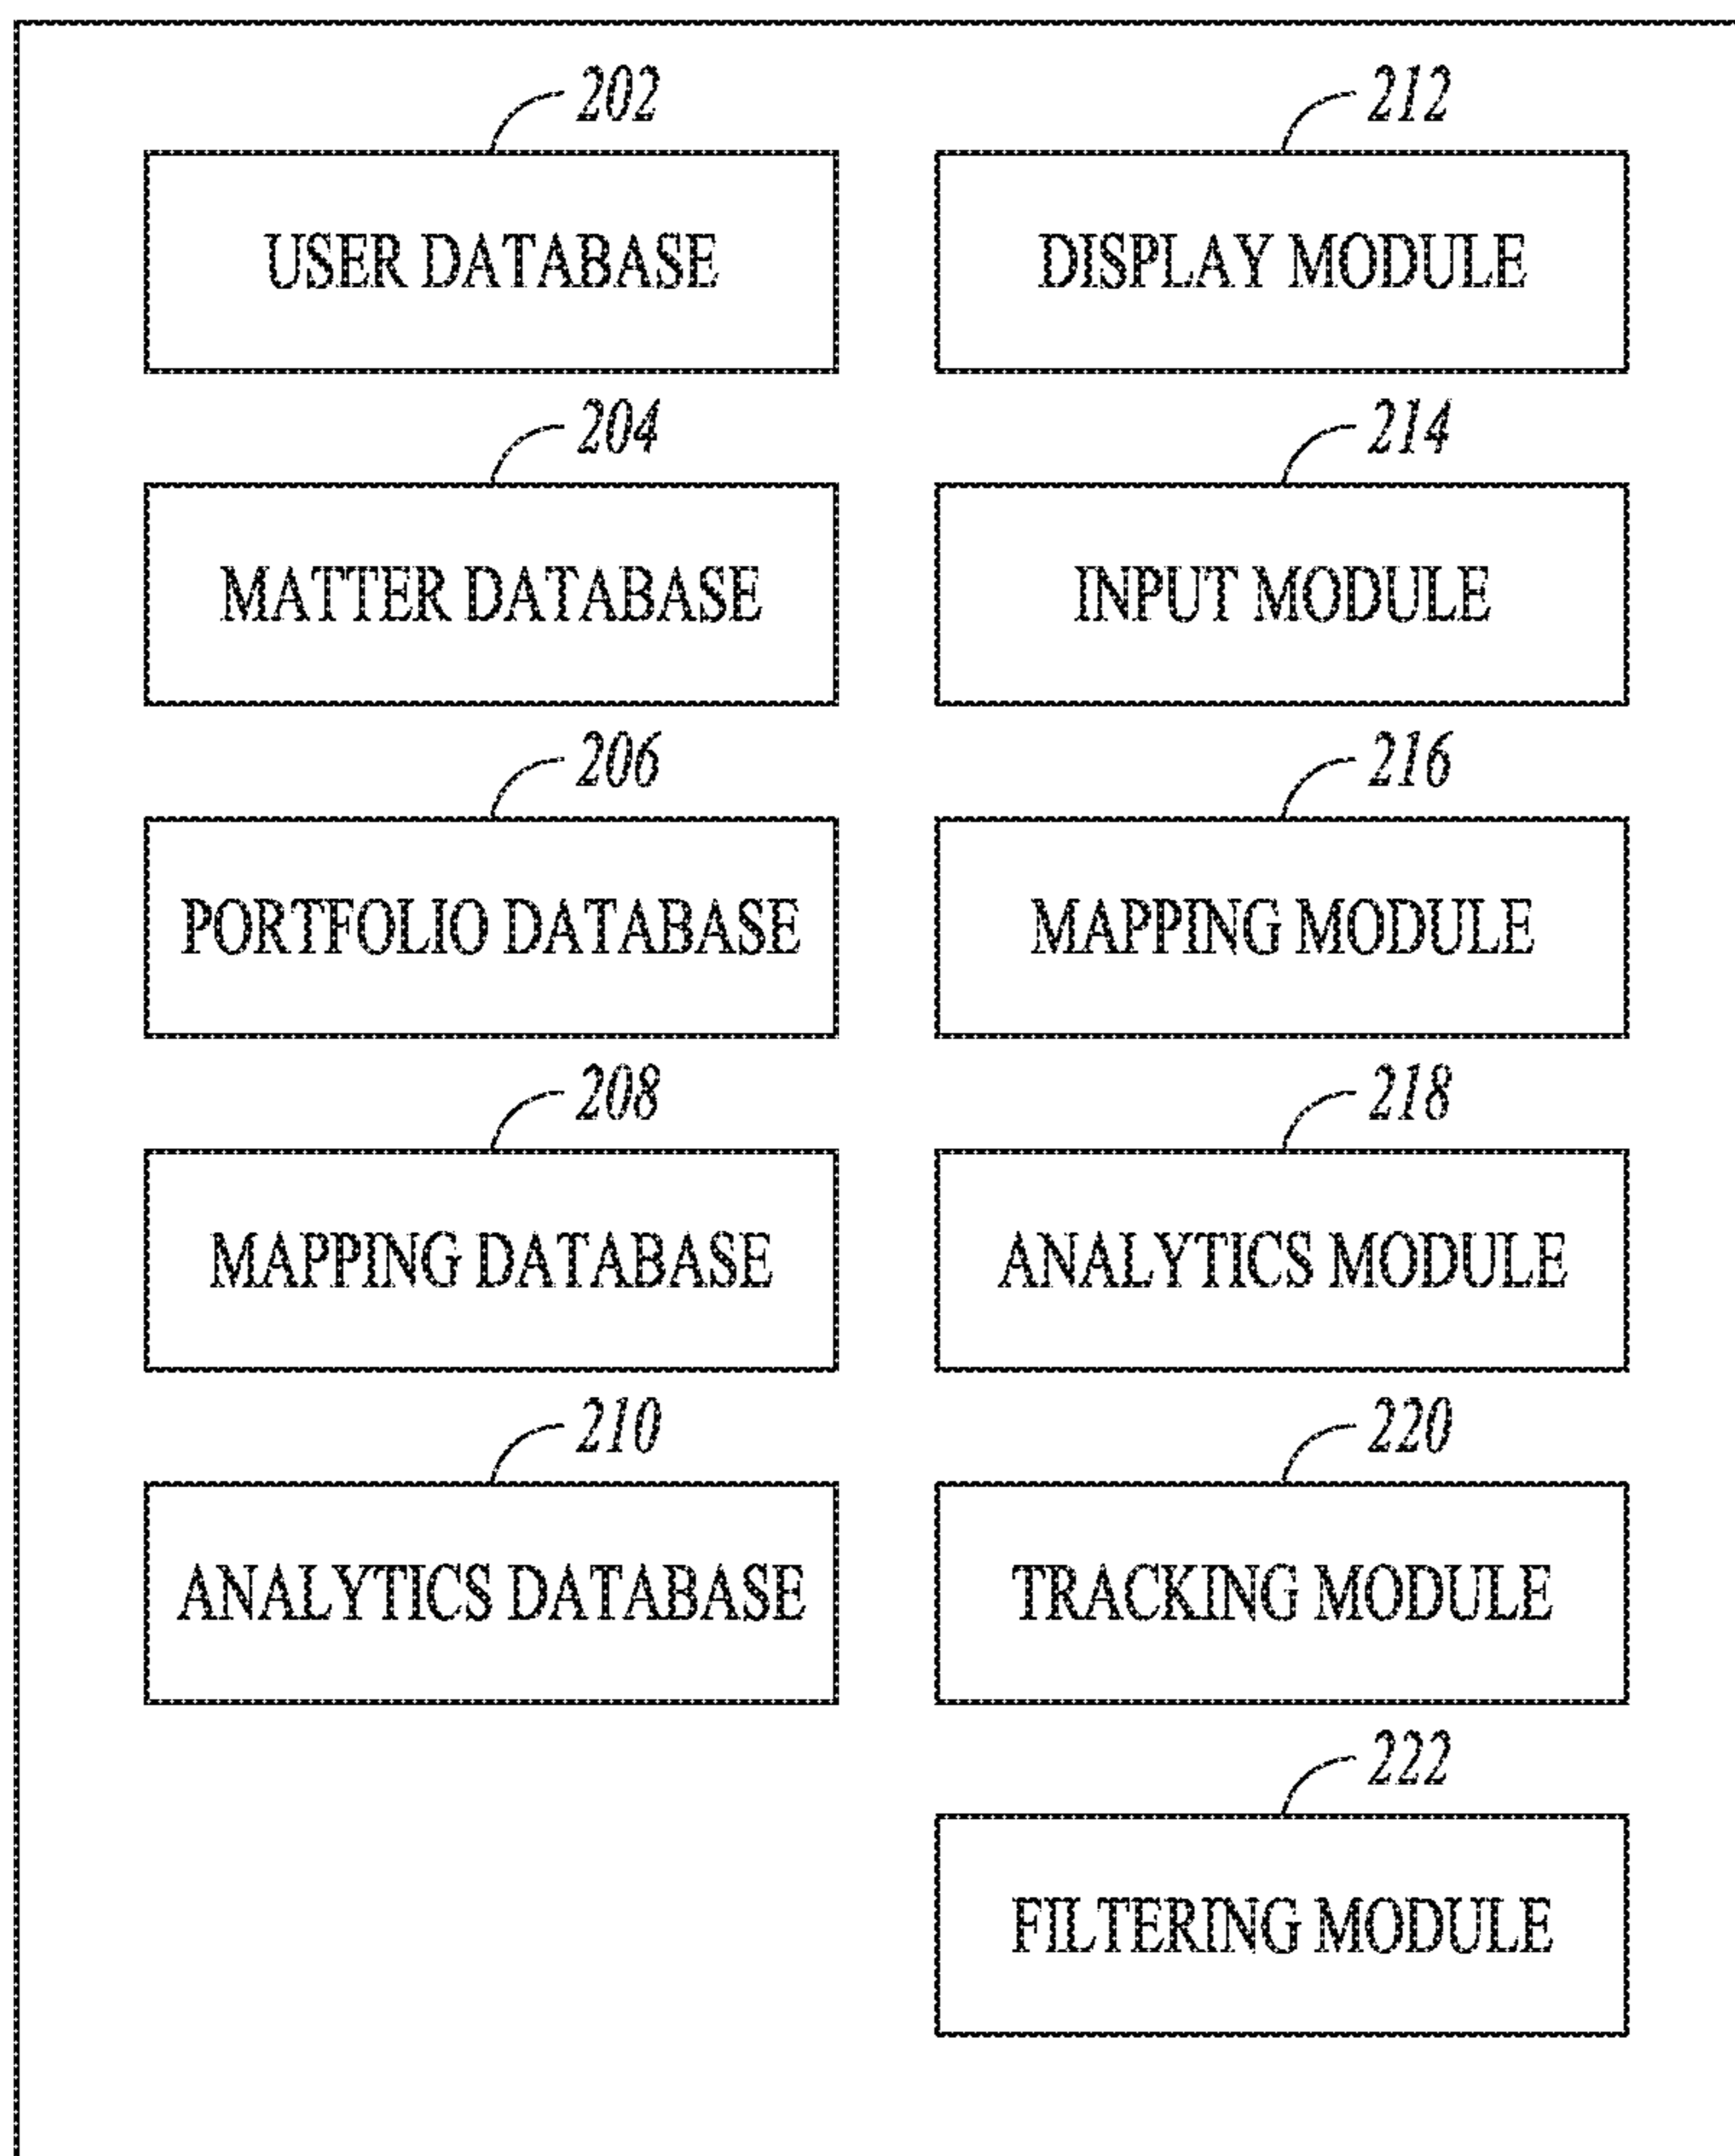 202
USER DATABASE
212
DISPLAY MODULE
204
MATTER DATABASE
214
INPUT MODULE
206
PORTFOLIO DATABASE
216
MAPPING MODULE
208
MAPPING DATABASE
218
ANALYTICS MODULE
210
ANALYTICS DATABASE
220
TRACKING MODULE
222
FILTERING MODULE